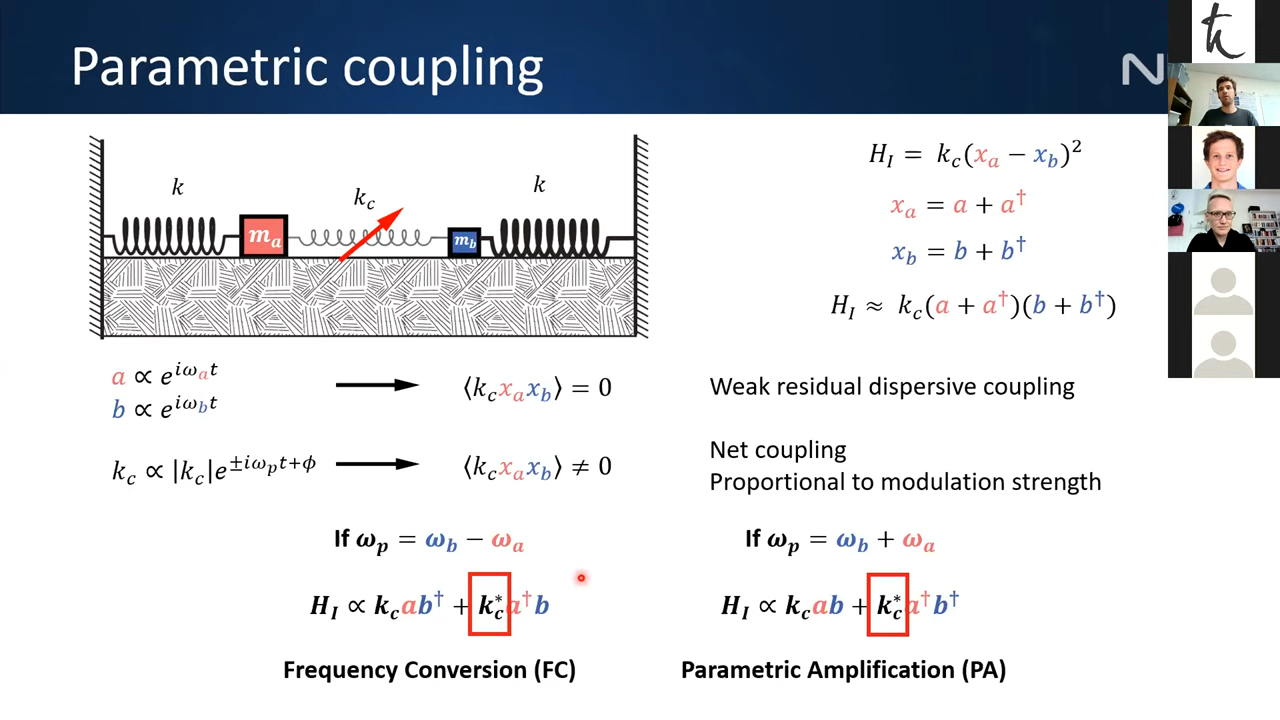 Parametric coupling
N
k
k_c
k
m_a
m_b
H_I = k_c(x_a − x_b)²
x_a = a + a†
x_b = b + b†
H_I ≈ k_c(a + a†)(b + b†)
a ∝ e^{iω_a t}
b ∝ e^{iω_b t}
⟨k_c x_a x_b⟩ = 0
Weak residual dispersive coupling
k_c ∝ |k_c|e^{±iω_p t+ϕ}
⟨k_c x_a x_b⟩ ≠ 0
Net coupling
Proportional to modulation strength
If ω_p = ω_b − ω_a
H_I ∝ k_c ab† + k_c^* a†b
Frequency Conversion (FC)
If ω_p = ω_b + ω_a
H_I ∝ k_c ab + k_c^* a†b†
Parametric Amplification (PA)